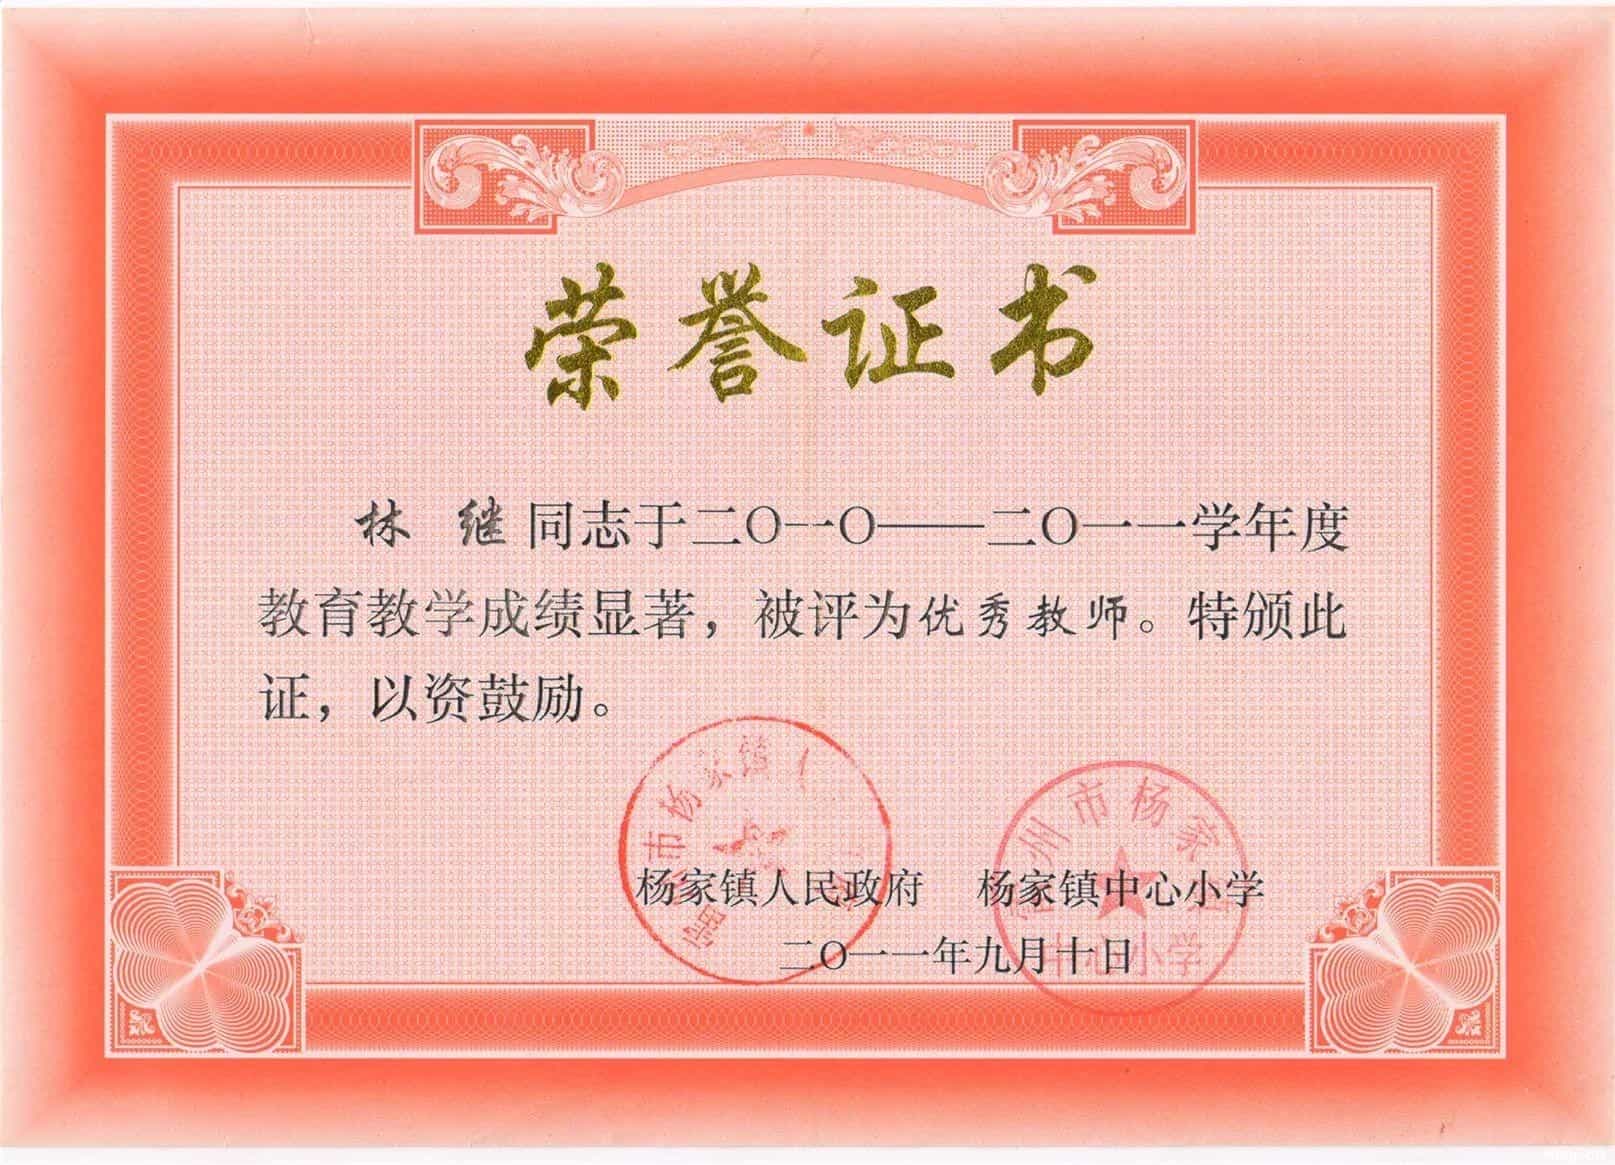 荣誉证书
林 继同志于二〇一〇——二〇一一学年度
教育教学成绩显著，被评为优秀教师。特颁此
证，以资鼓励。
市杨家镇
州市杨家
杨家镇人民政府 杨家镇中心小学
中心小学
二〇一一年九月十日